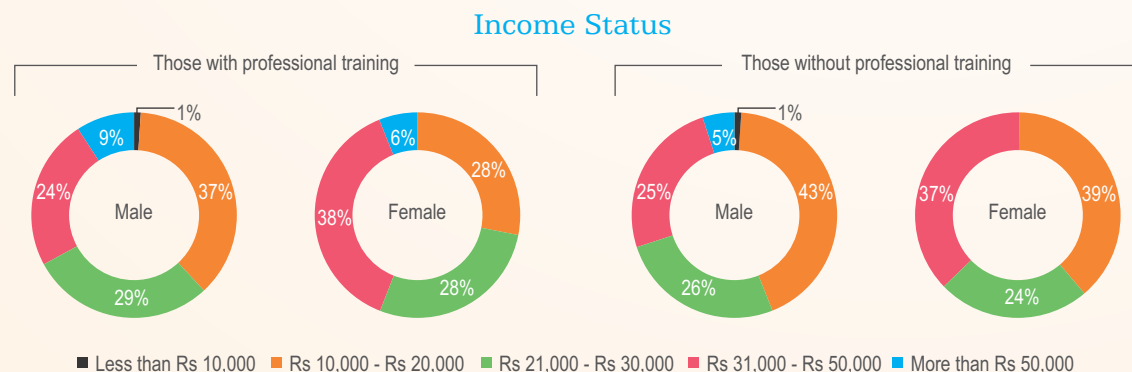 Income Status
Those with professional training
Those without professional training
1%
37%
29%
24%
9%
Male
28%
28%
38%
6%
Female
1%
43%
26%
25%
5%
Male
39%
24%
37%
Female
Less than Rs 10,000 Rs 10,000 - Rs 20,000 Rs 21,000 - Rs 30,000 Rs 31,000 - Rs 50,000 More than Rs 50,000